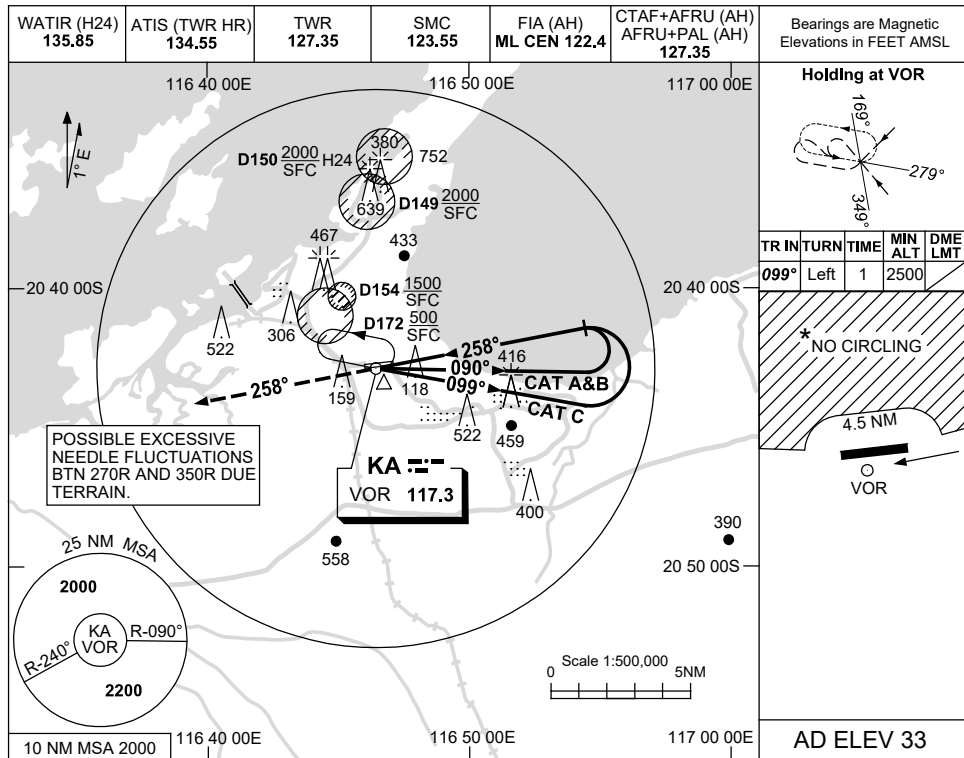 WATIR (H24)
135.85
ATIS (TWR HR)
134.55
TWR
127.35
SMC
123.55
FIA (AH)
ML CEN 122.4
CTAF+AFRU (AH)
AFRU+PAL (AH)
127.35
Bearings are Magnetic
Elevations in FEET AMSL
116 40 00E
116 50 00E
117 00 00E
1° E
D150 2000
SFC
H24
380
752
639
D149 2000
SFC
467
433
20 40 00S
20 40 00S
D154 1500
SFC
306
522
D172 500
SFC
258°
416
090°
CAT A&B
099°
CAT C
258°
159
118
522
459
POSSIBLE EXCESSIVE
NEEDLE FLUCTUATIONS
BTN 270R AND 350R DUE
TERRAIN.
KA
VOR 117.3
400
390
558
20 50 00S
25 NM MSA
2000
KA
VOR
R-090°
R-240°
2200
10 NM MSA 2000
Scale 1:500,000
0
5NM
116 40 00E
116 50 00E
117 00 00E
Holding at VOR
169°
279°
349°
TR IN
TURN
TIME
MIN
ALT
DME
LMT
099°
Left
1
2500
*NO CIRCLING
4.5 NM
VOR
AD ELEV 33